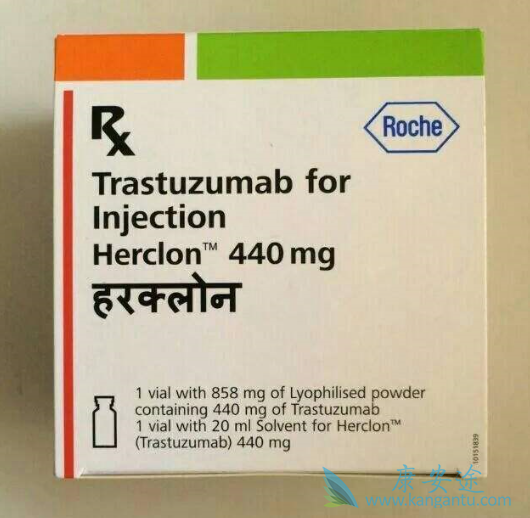 Rx
Roche
Trastuzumab for
Injection
Herclon™ 440 mg
हरक्लोन
1 vial with 858 mg of Lyophilised powder
containing 440 mg of Trastuzumab
1 vial with 20 ml Solvent for Herclon™
(Trastuzumab) 440 mg
10151839
康安途
www.kangantu.com